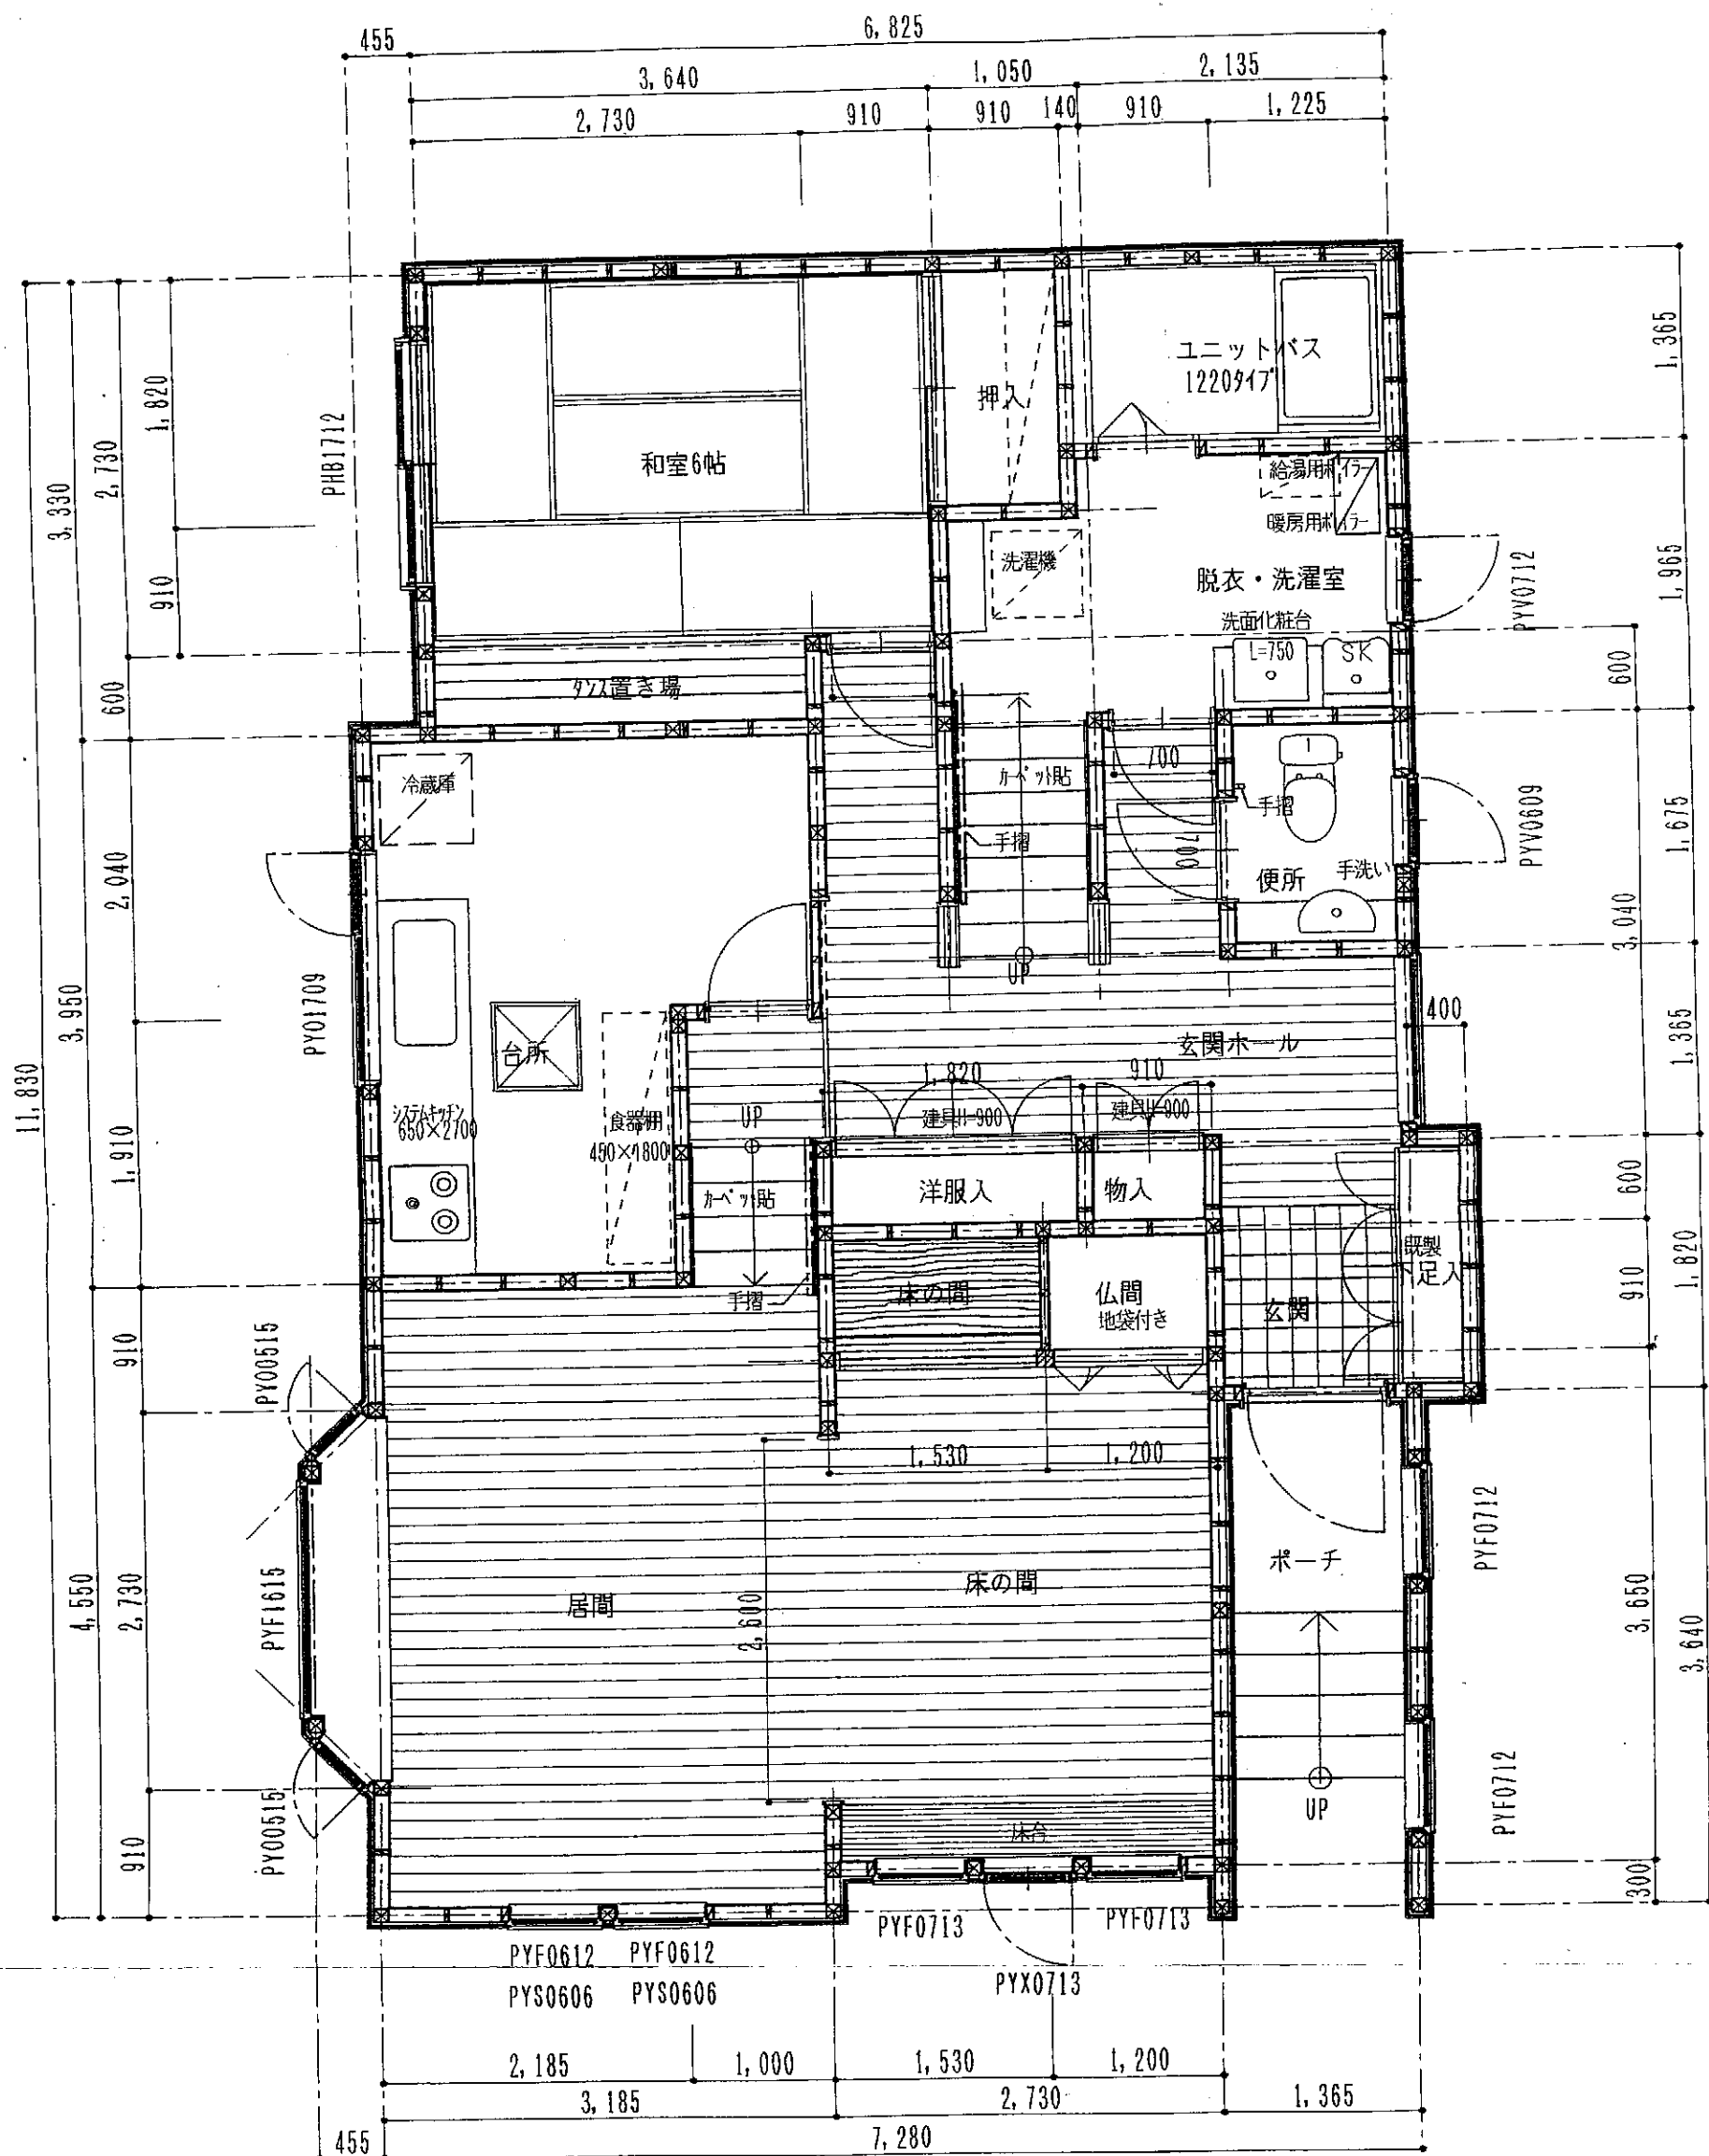 6,825
455
3,640
1,050
2,135
2,730
910
910
140
910
1,225
ユニットバス
1220タイプ
押入
和室6帖
給湯用ボイラー
暖房用ボイラー
洗濯機
脱衣・洗濯室
洗面化粧台
L=750
SK
タンス置き場
冷蔵庫
カーペット貼
700
手摺
手摺
700
便所
手洗い
UP
台所
玄関ホール
1,820
910
システムキッチン
650×2700
食器棚
450×1800
UP
建具H=900
建具H=900
カーペット貼
洋服入
物入
既製
下足入
手摺
床の間
仏間
地袋付き
玄関
1,530
1,200
ポーチ
居間
床の間
2,600
UP
床台
11,830
3,330
3,950
4,550
2,730
600
2,040
1,910
910
2,730
910
1,820
910
PHB1712
PYO1709
PYO0515
PYF1615
PYO0515
1,365
1,965
1,675
1,365
1,820
3,640
600
3,040
600
910
3,650
300
400
PYV0712
PYV0609
PYF0712
PYF0712
PYF0612
PYF0612
PYS0606
PYS0606
PYF0713
PYF0713
PYX0713
2,185
1,000
1,530
1,200
3,185
2,730
1,365
455
7,280